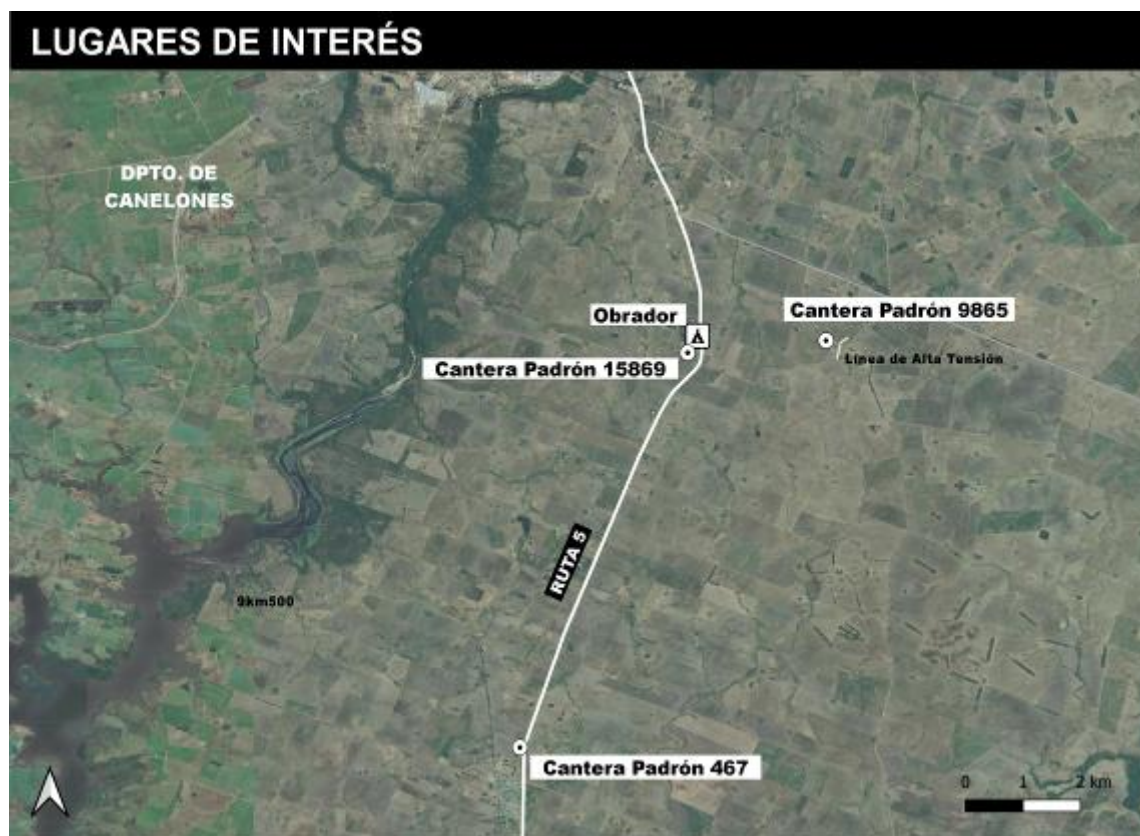 LUGARES DE INTERÉS
DPTO. DE
CANELONES
Obrador
Cantera Padrón 9865
Línea de Alta Tensión
Cantera Padrón 15869
RUTA 5
9km500
Cantera Padrón 467
0 1 2 km